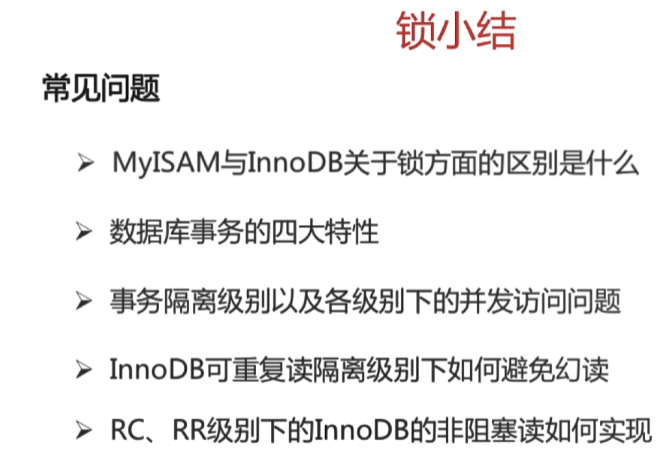 锁小结
常见问题
➢ MyISAM与InnoDB关于锁方面的区别是什么
➢ 数据库事务的四大特性
➢ 事务隔离级别以及各级别下的并发访问问题
➢ InnoDB可重复读隔离级别下如何避免幻读
➢ RC、RR级别下的InnoDB的非阻塞读如何实现